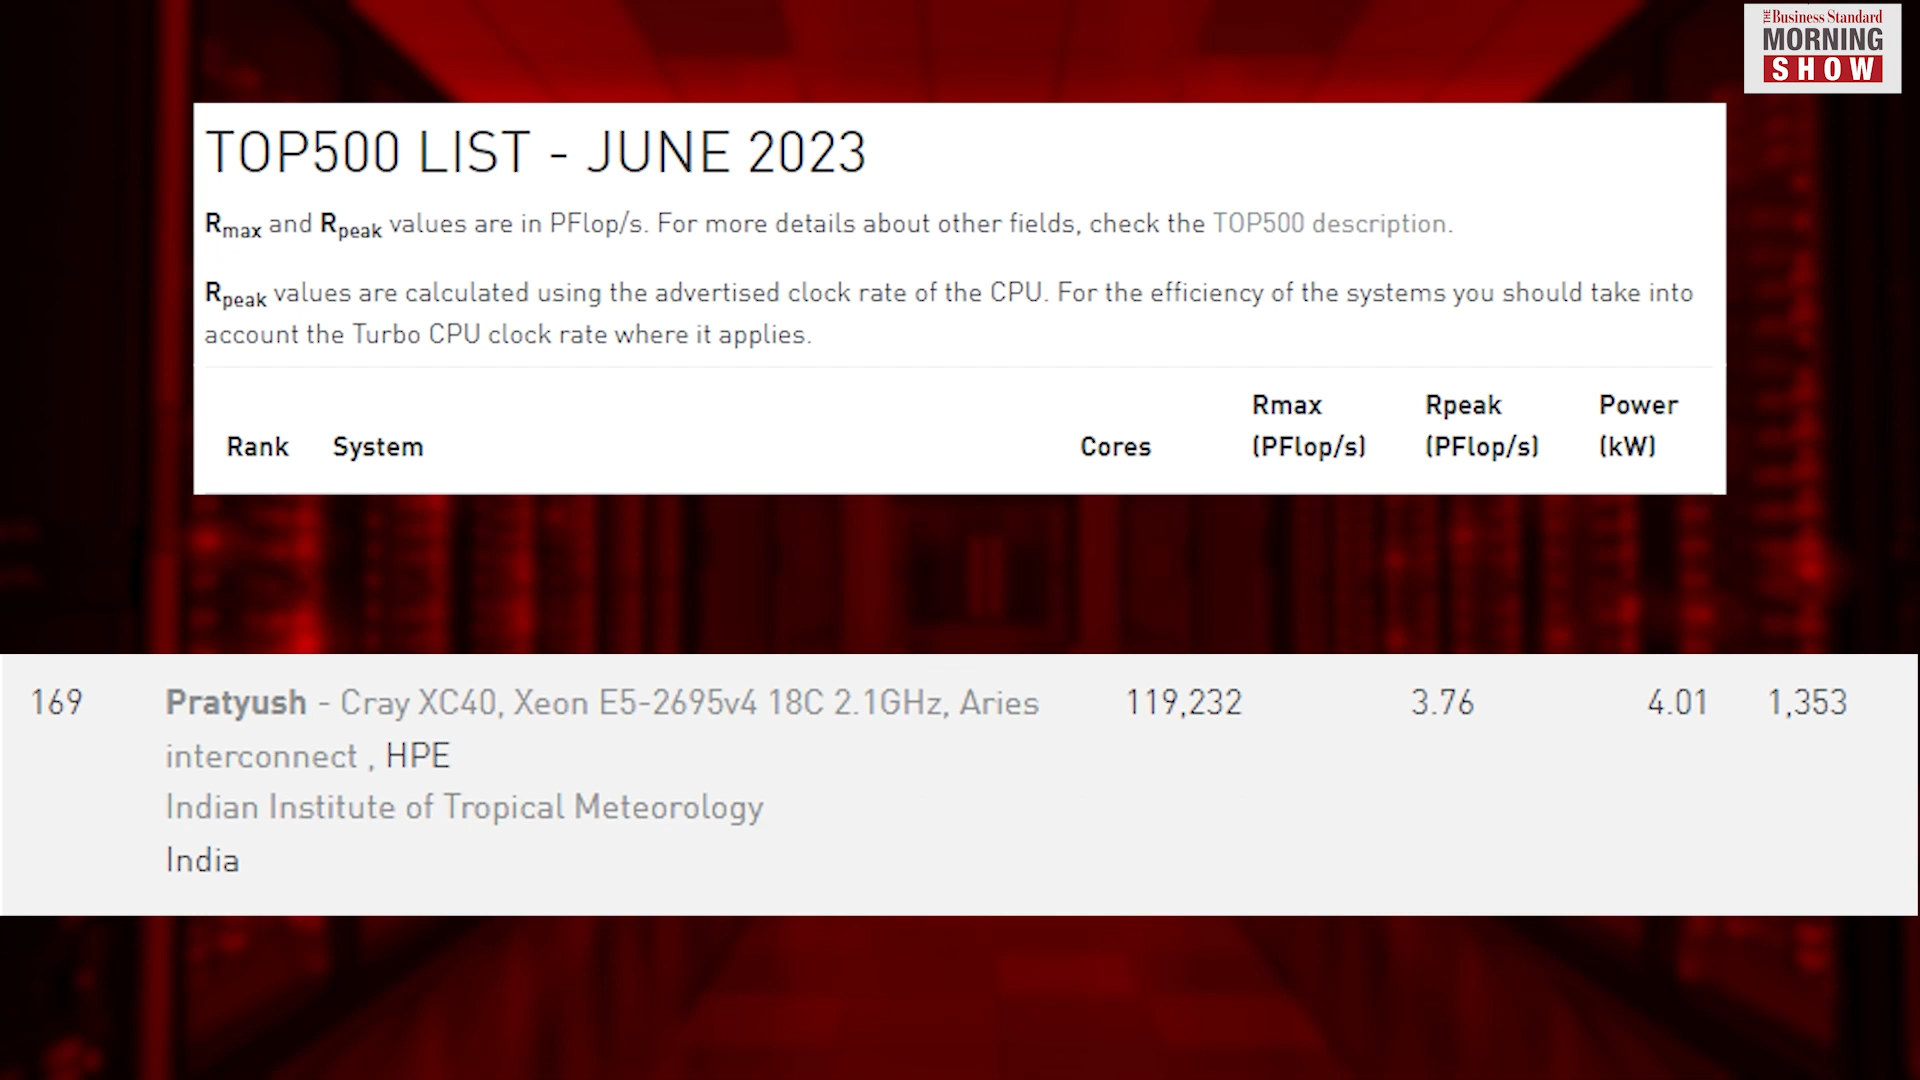 THE Business Standard
MORNING
SHOW
TOP500 LIST - JUNE 2023
Rmax and Rpeak values are in PFlop/s. For more details about other fields, check the TOP500 description.
Rpeak values are calculated using the advertised clock rate of the CPU. For the efficiency of the systems you should take into
account the Turbo CPU clock rate where it applies.
Rank System Cores Rmax (PFlop/s) Rpeak (PFlop/s) Power (kW)
169 Pratyush - Cray XC40, Xeon E5-2695v4 18C 2.1GHz, Aries 119,232 3.76 4.01 1,353
interconnect , HPE
Indian Institute of Tropical Meteorology
India